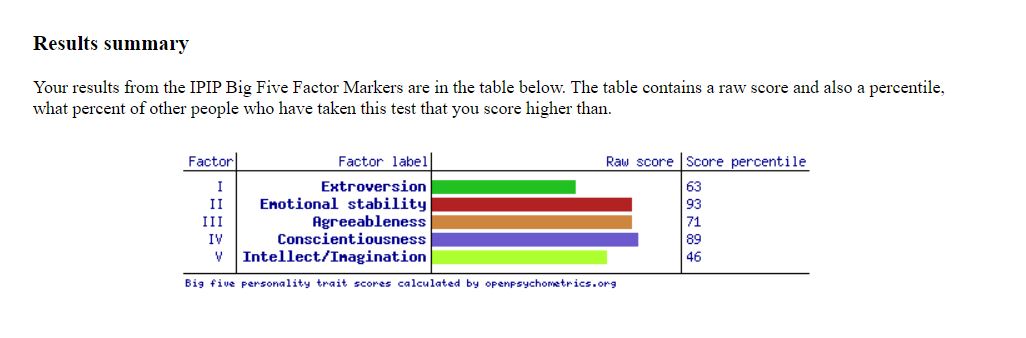 Results summary
Your results from the IPIP Big Five Factor Markers are in the table below. The table contains a raw score and also a percentile,
what percent of other people who have taken this test that you score higher than.
Factor Factor label Raw score Score percentile
I Extroversion 63
II Emotional stability 93
III Agreeableness 71
IV Conscientiousness 89
V Intellect/Imagination 46
Big five personality trait scores calculated by openpsychometrics.org